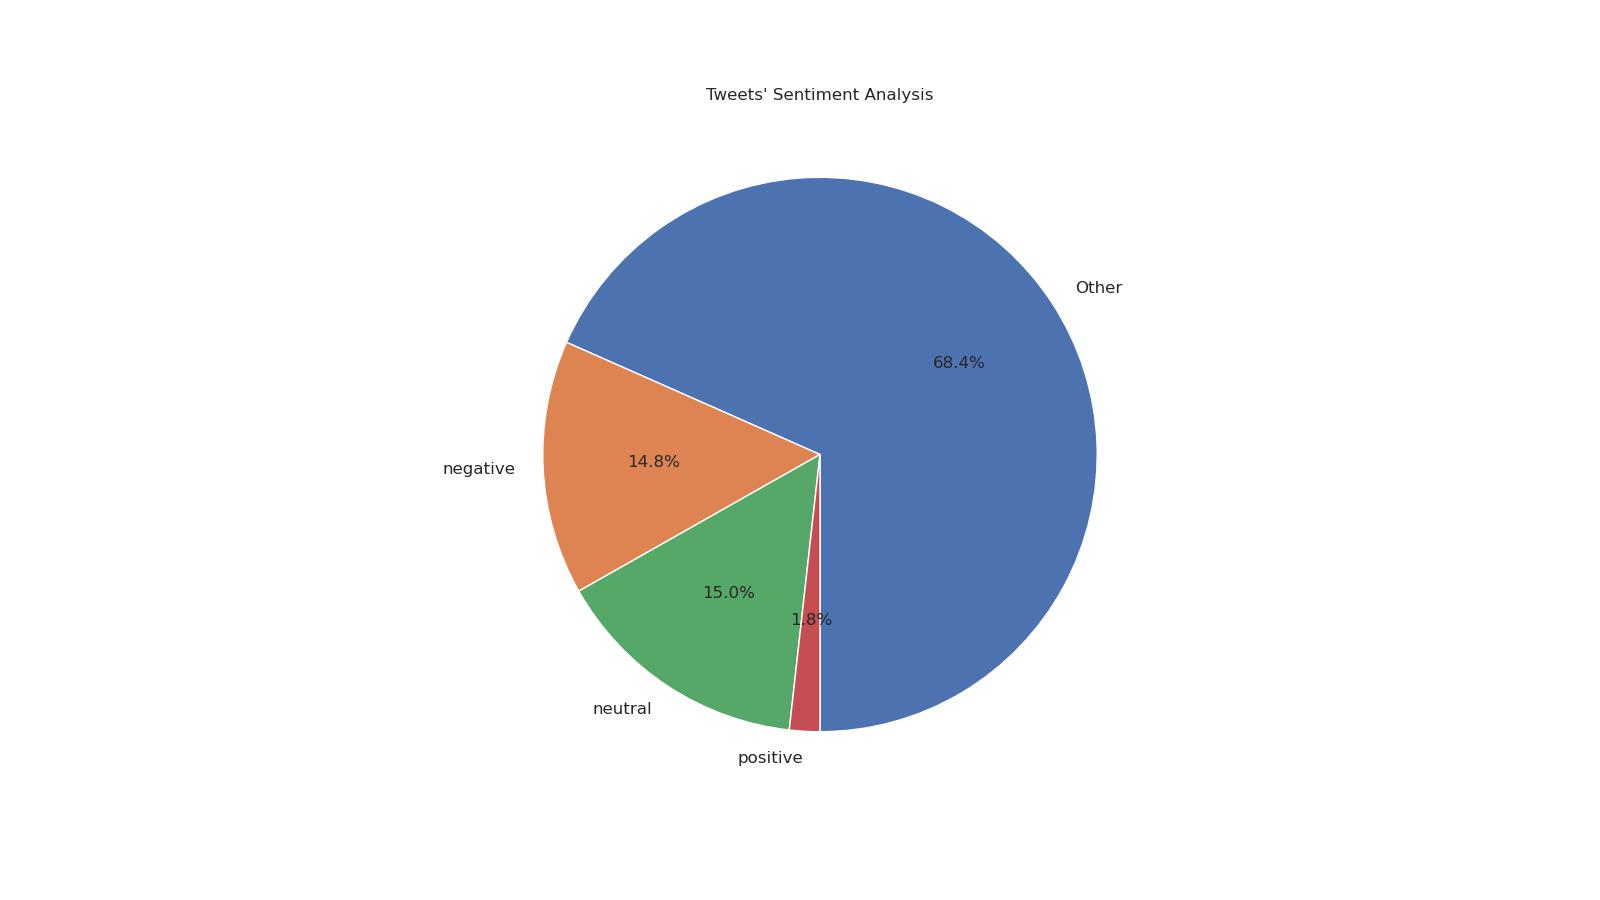 Tweets' Sentiment Analysis
Other
68.4%
negative
14.8%
15.0%
1.8%
neutral
positive